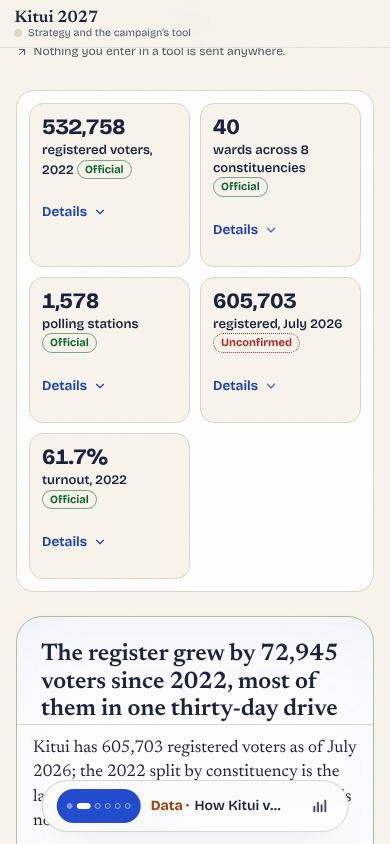 Kitui 2027
Strategy and the campaign's tool
Nothing you enter in a tool is sent anywhere.
532,758
registered voters,
2022 Official
Details
40
wards across 8
constituencies
Official
Details
1,578
polling stations
Official
Details
605,703
registered, July 2026
Unconfirmed
Details
61.7%
turnout, 2022
Official
Details
The register grew by 72,945
voters since 2022, most of
them in one thirty-day drive
Kitui has 605,703 registered voters as of July
2026; the 2022 split by constituency is the
Data · How Kitui v...